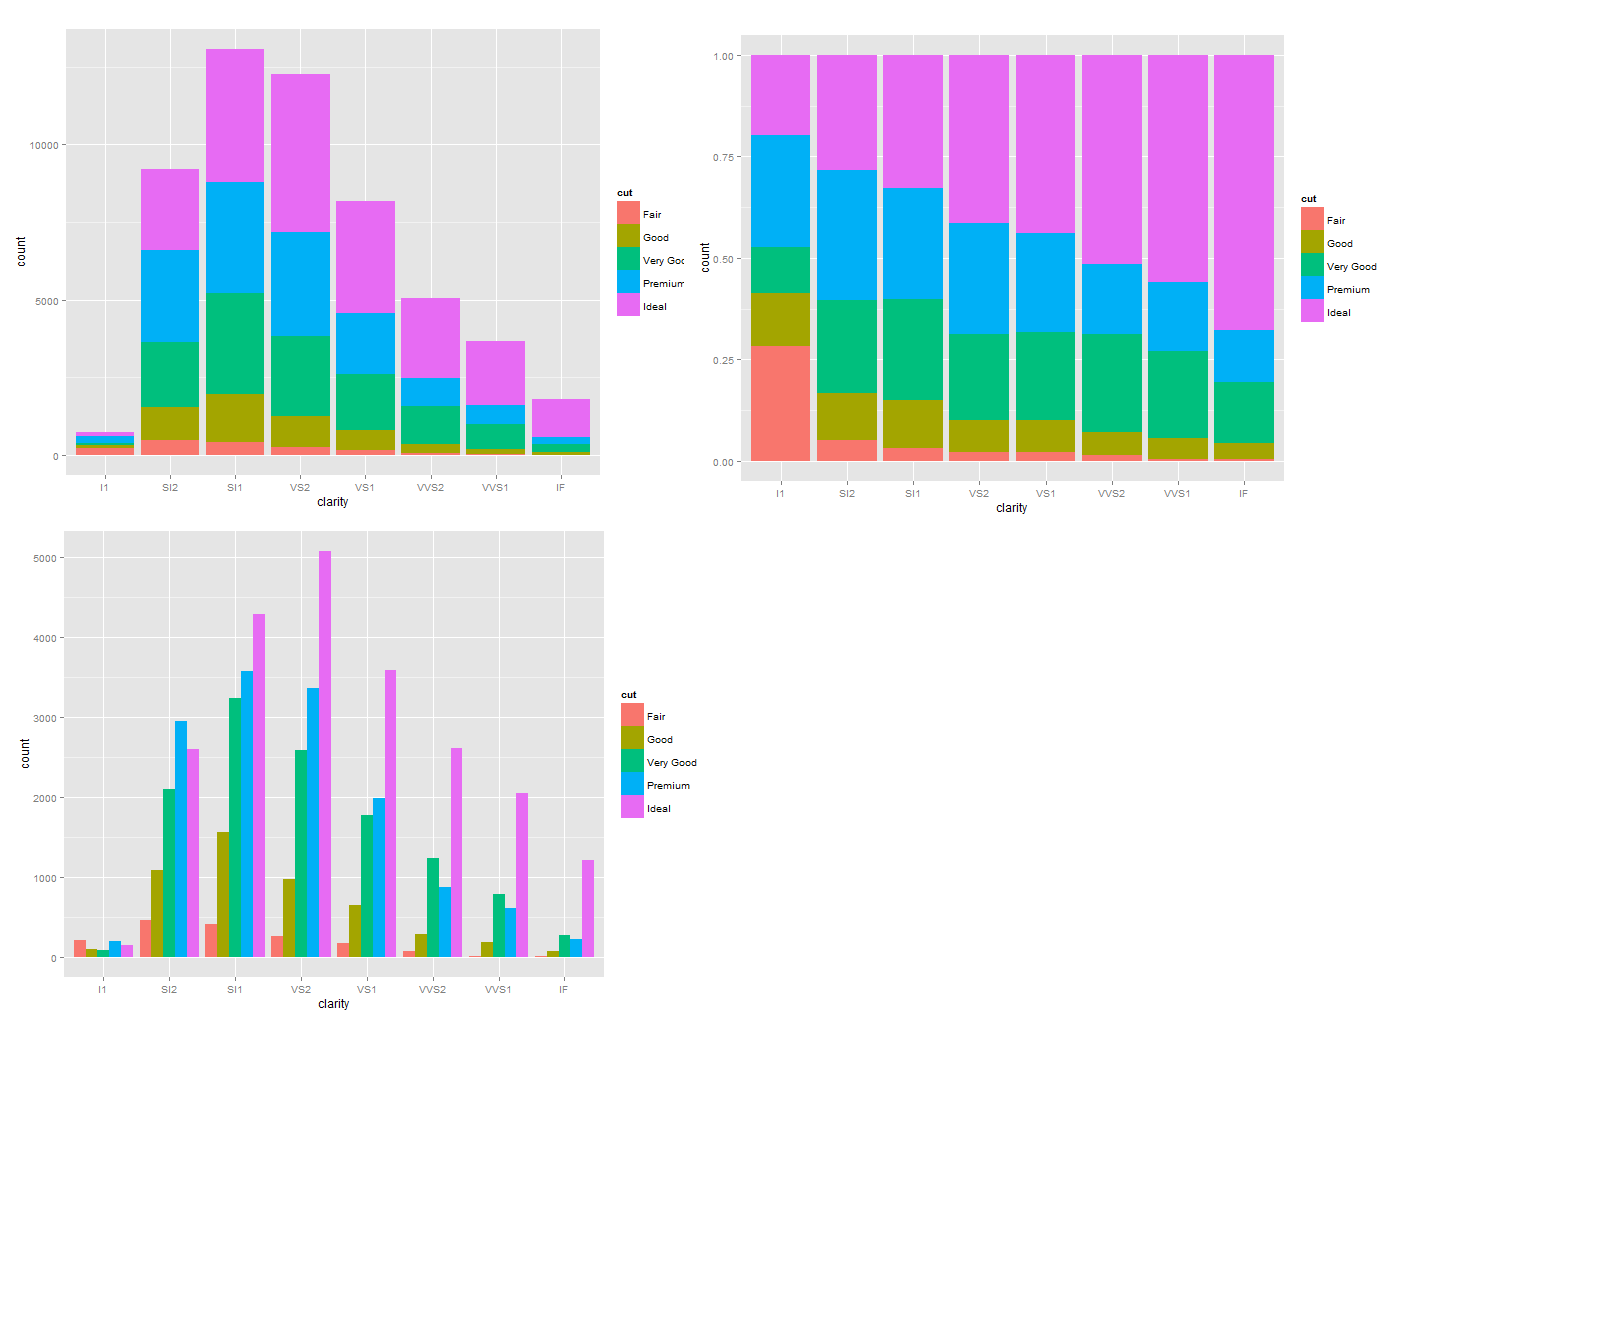 10000
5000
0
count
I1 SI2 SI1 VS2 VS1 VVS2 VVS1 IF
clarity
cut
Fair
Good
Very Goo
Premium
Ideal
1.00
0.75
0.50
0.25
0.00
count
I1 SI2 SI1 VS2 VS1 VVS2 VVS1 IF
clarity
cut
Fair
Good
Very Good
Premium
Ideal
5000
4000
3000
2000
1000
0
count
I1 SI2 SI1 VS2 VS1 VVS2 VVS1 IF
clarity
cut
Fair
Good
Very Good
Premium
Ideal